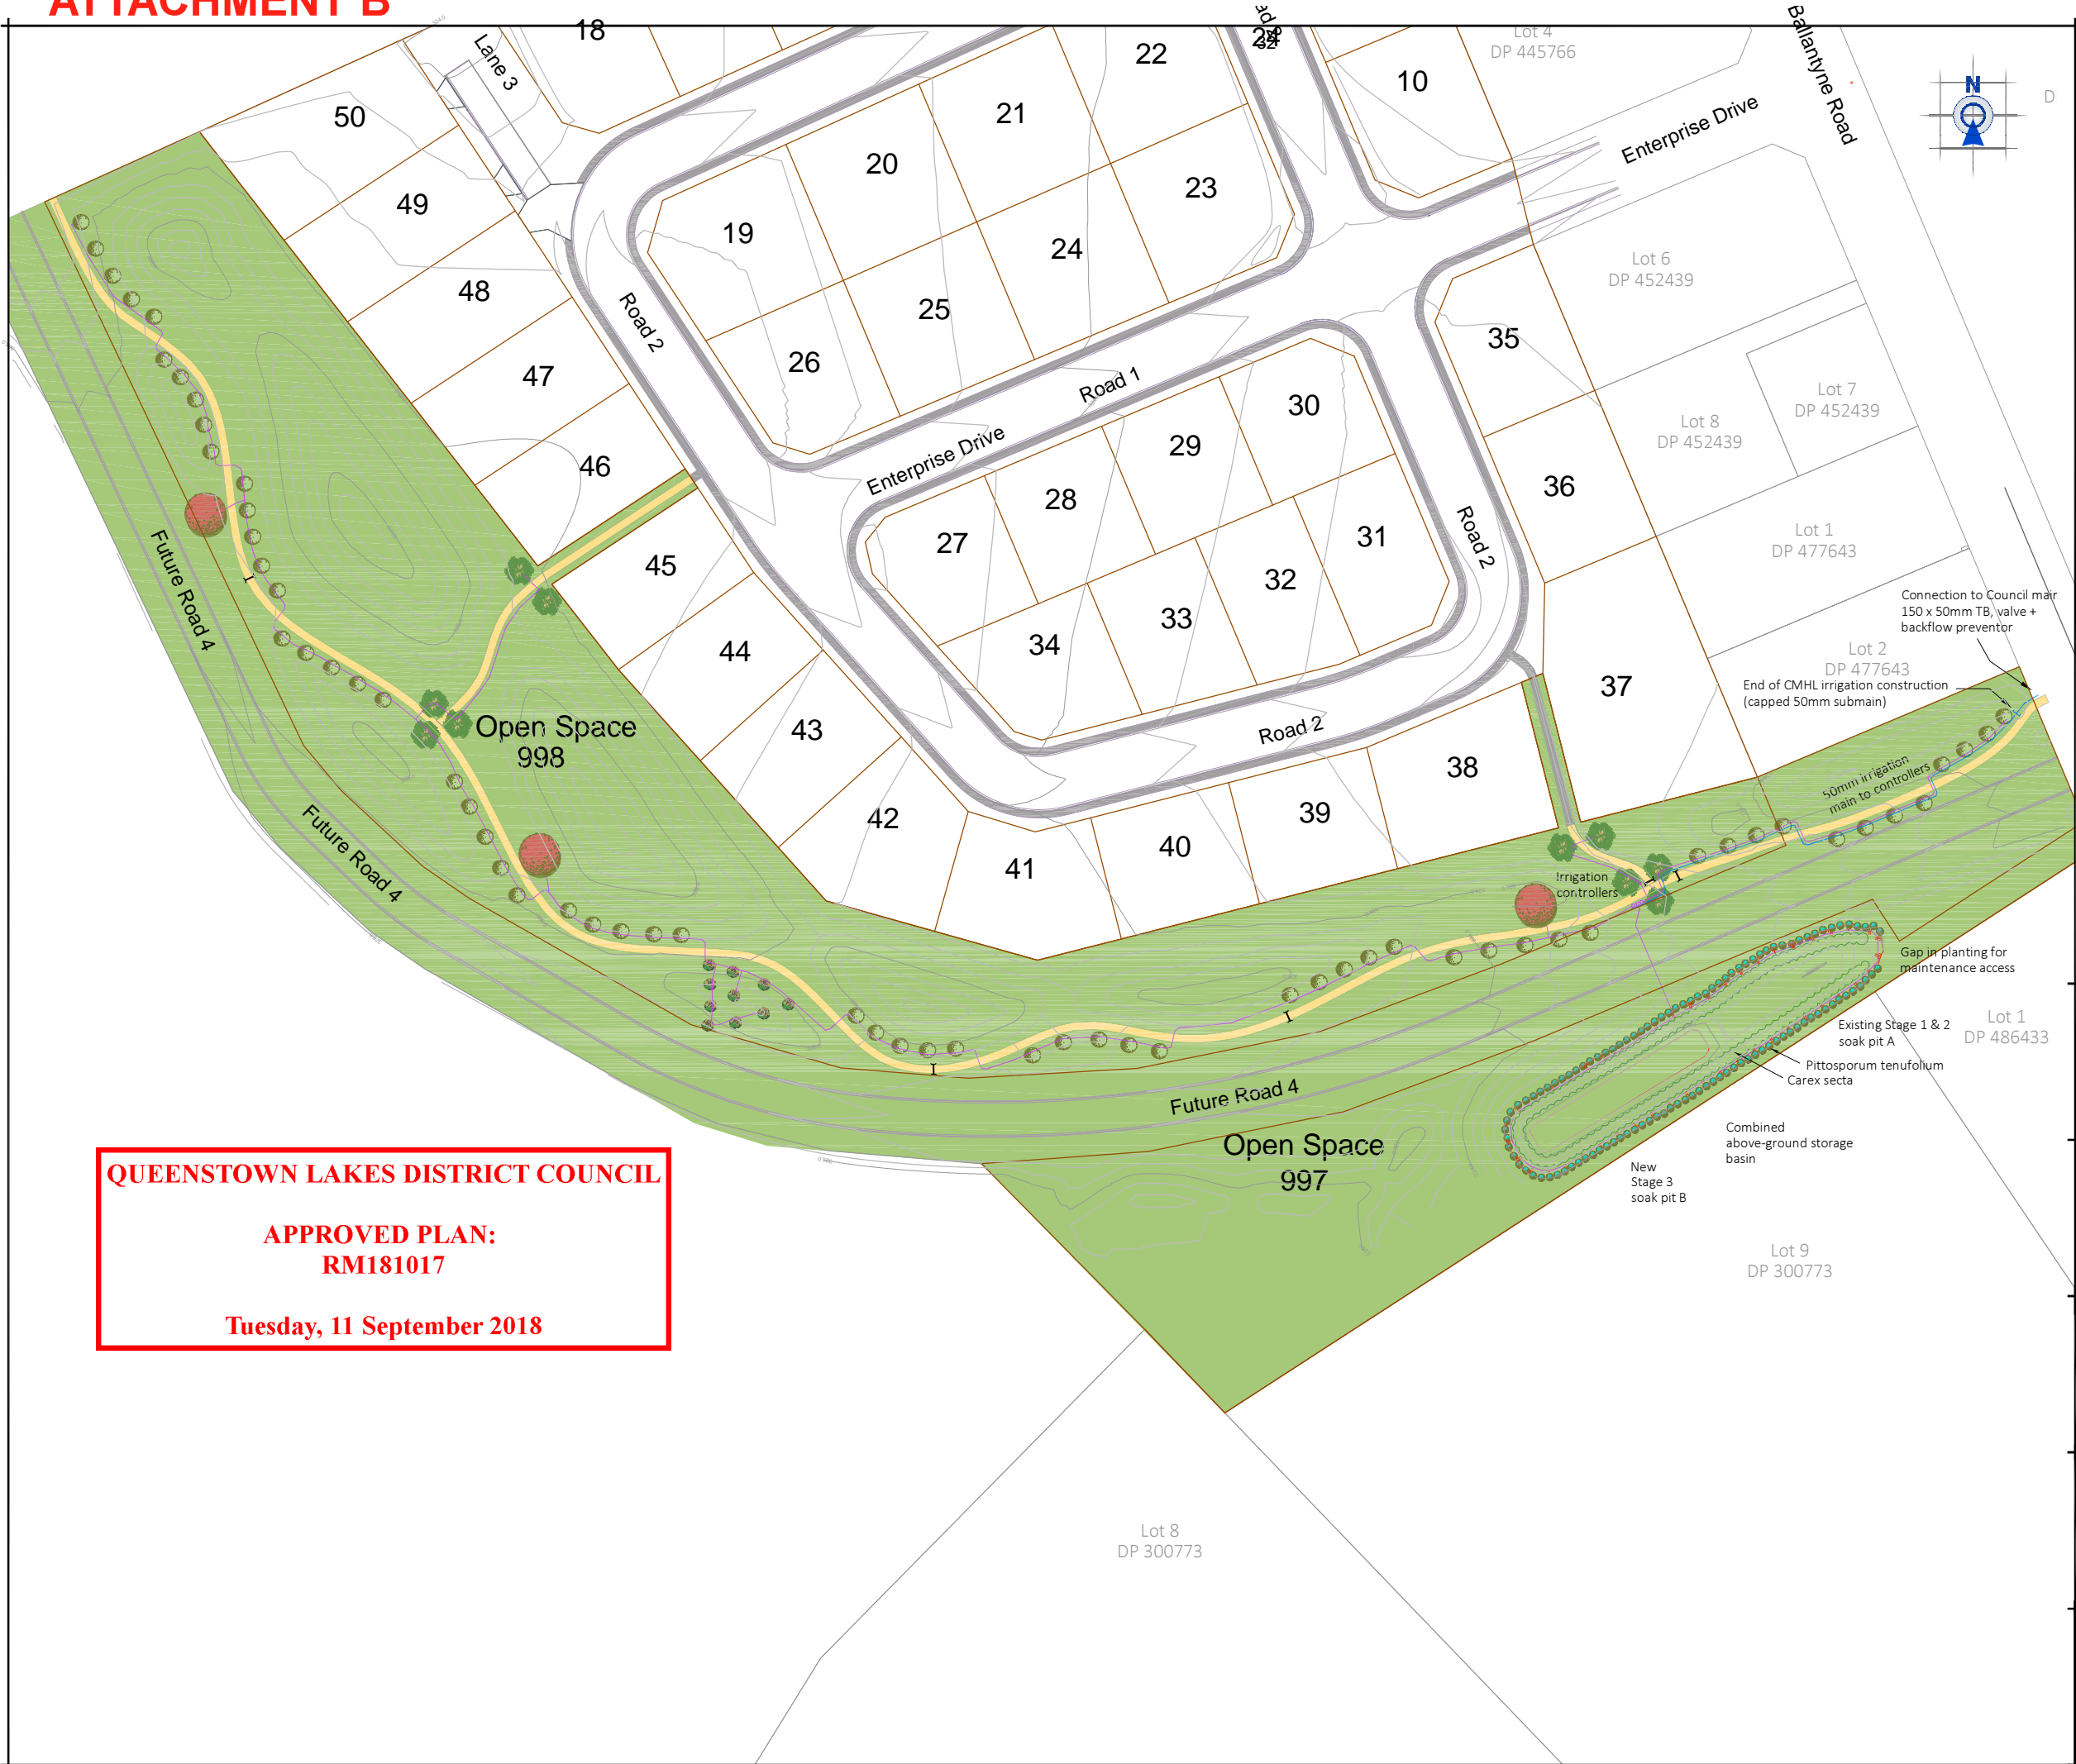 ATTACHMENT B
18
Lane 3
50
49
48
47
46
45
44
43
42
41
40
39
38
37
36
35
22
21
20
19
23
24
25
26
10
24
Lot 4
DP 445766
Ballantyne Road
N
D
Enterprise Drive
Lot 6
DP 452439
Lot 7
DP 452439
Lot 8
DP 452439
Lot 1
DP 477643
Lot 2
DP 477643
Road 2
Road 1
Enterprise Drive
30
29
28
27
31
32
33
34
Road 2
Road 2
Connection to Council mair
150 x 50mm TB, valve +
backflow preventor
End of CMHL irrigation construction
(capped 50mm submain)
50mm irrigation
main to controllers
Future Road 4
Open Space
998
Future Road 4
Irrigation
controllers
Gap in planting for
maintenance access
Existing Stage 1 & 2
soak pit A
Lot 1
DP 486433
Pittosporum tenufolium
Carex secta
Future Road 4
Combined
above-ground storage
basin
Open Space
997
New
Stage 3
soak pit B
Lot 9
DP 300773
QUEENSTOWN LAKES DISTRICT COUNCIL
APPROVED PLAN:
RM181017
Tuesday, 11 September 2018
Lot 8
DP 300773